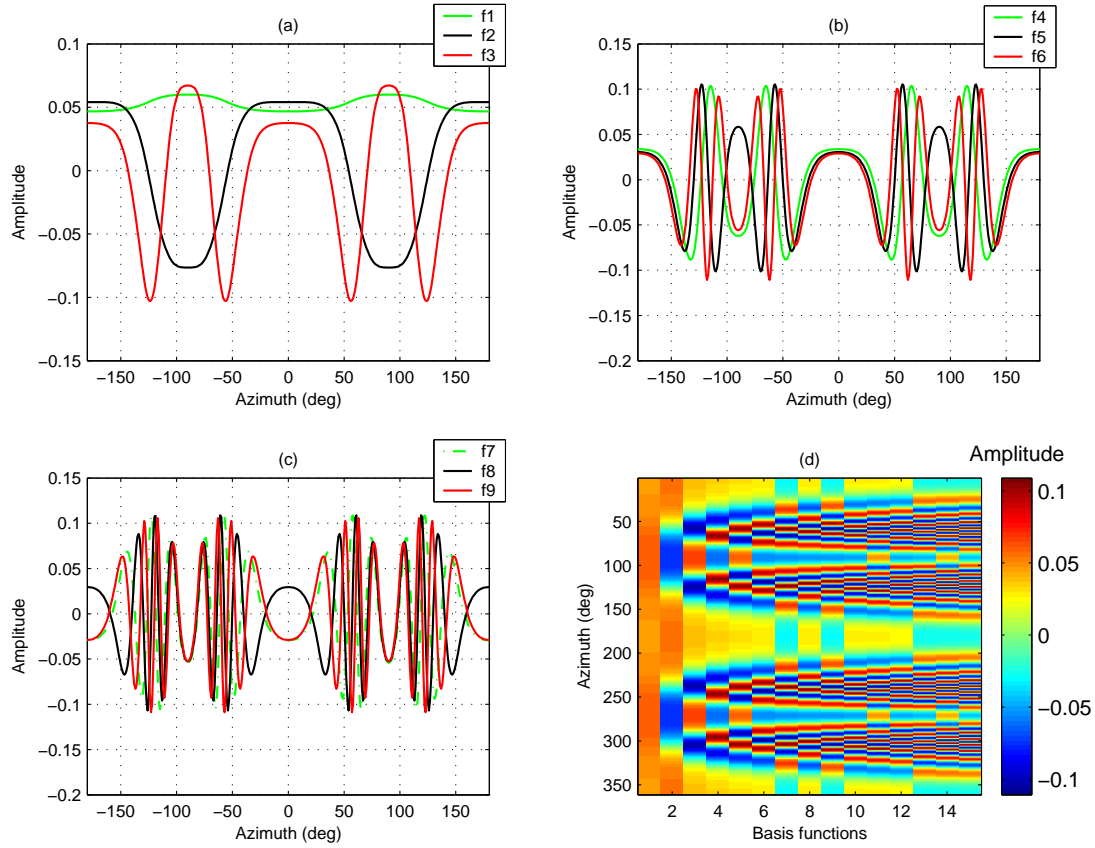 (a)
f1
f2
f3
0.1
0.05
0
−0.05
−0.1
−0.15
Amplitude
−150 −100 −50 0 50 100 150
Azimuth (deg)
(b)
f4
f5
f6
0.15
0.1
0.05
0
−0.05
−0.1
−0.15
−0.2
Amplitude
−150 −100 −50 0 50 100 150
Azimuth (deg)
(c)
f7
f8
f9
0.15
0.1
0.05
0
−0.05
−0.1
−0.15
−0.2
Amplitude
−150 −100 −50 0 50 100 150
Azimuth (deg)
(d)
Amplitude
50
100
150
200
250
300
350
Azimuth (deg)
2 4 6 8 10 12 14
Basis functions
0.1
0.05
0
−0.05
−0.1